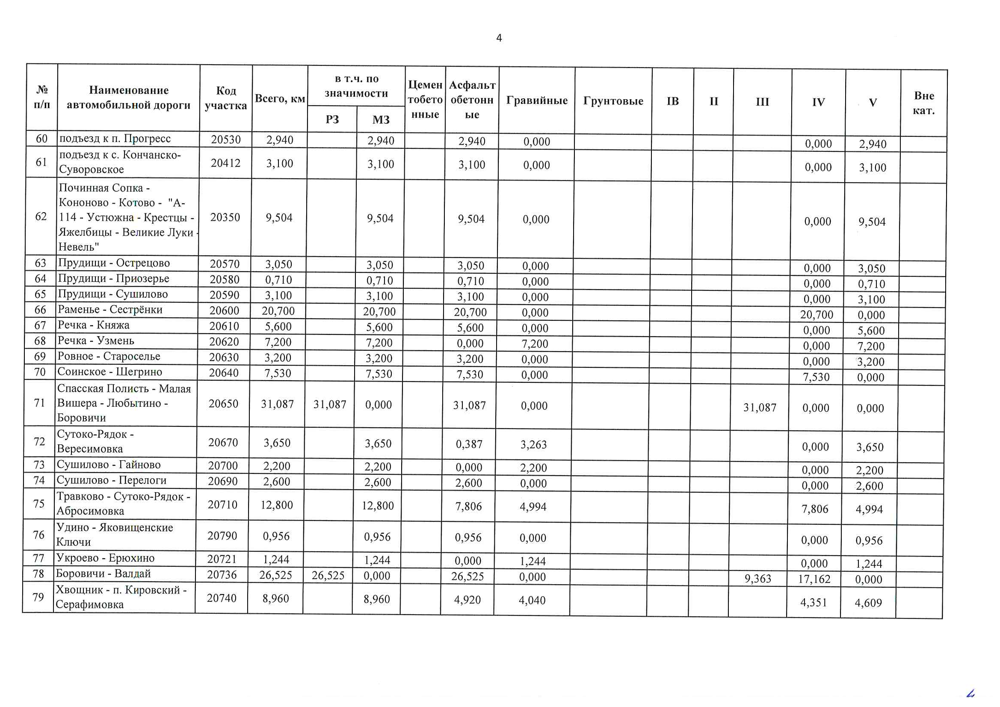 4
№ п/п Наименование автомобильной дороги Код участка Всего, км в т.ч. по значимости РЗ МЗ Цементобетонные Асфальтобетонные Гравийные Грунтовые IВ II III IV V Вне кат.
60 подъезд к п. Прогресс 20530 2,940 2,940 2,940 0,000 0,000 2,940
61 подъезд к с. Кончанско-
Суворовское 20412 3,100 3,100 3,100 0,000 0,000 3,100
62 Починная Сопка -
Кононово - Котово - "А-
114 - Устюжна - Крестцы -
Яжелбицы - Великие Луки -
Невель" 20350 9,504 9,504 9,504 0,000 0,000 9,504
63 Прудищи - Острецово 20570 3,050 3,050 3,050 0,000 0,000 3,050
64 Прудищи - Приозерье 20580 0,710 0,710 0,710 0,000 0,000 0,710
65 Прудищи - Сушилово 20590 3,100 3,100 3,100 0,000 0,000 3,100
66 Раменье - Сестрёнки 20600 20,700 20,700 20,700 0,000 20,700 0,000
67 Речка - Княжа 20610 5,600 5,600 5,600 0,000 0,000 5,600
68 Речка - Узмень 20620 7,200 7,200 0,000 7,200 0,000 7,200
69 Ровное - Староселье 20630 3,200 3,200 3,200 0,000 0,000 3,200
70 Соинское - Шегрино 20640 7,530 7,530 7,530 0,000 7,530 0,000
71 Спасская Полисть - Малая
Вишера - Любытино -
Боровичи 20650 31,087 31,087 0,000 31,087 0,000 31,087 0,000 0,000
72 Сутоко-Рядок -
Вересимовка 20670 3,650 3,650 0,387 3,263 0,000 3,650
73 Сушилово - Гайново 20700 2,200 2,200 0,000 2,200 0,000 2,200
74 Сушилово - Перелоги 20690 2,600 2,600 2,600 0,000 0,000 2,600
75 Травково - Сутоко-Рядок -
Абросимовка 20710 12,800 12,800 7,806 4,994 7,806 4,994
76 Удино - Яковищенские
Ключи 20790 0,956 0,956 0,956 0,000 0,000 0,956
77 Укроево - Ерюхино 20721 1,244 1,244 0,000 1,244 0,000 1,244
78 Боровичи - Валдай 20736 26,525 26,525 0,000 26,525 0,000 9,363 17,162 0,000
79 Хвощник - п. Кировский -
Серафимовка 20740 8,960 8,960 4,920 4,040 4,351 4,609